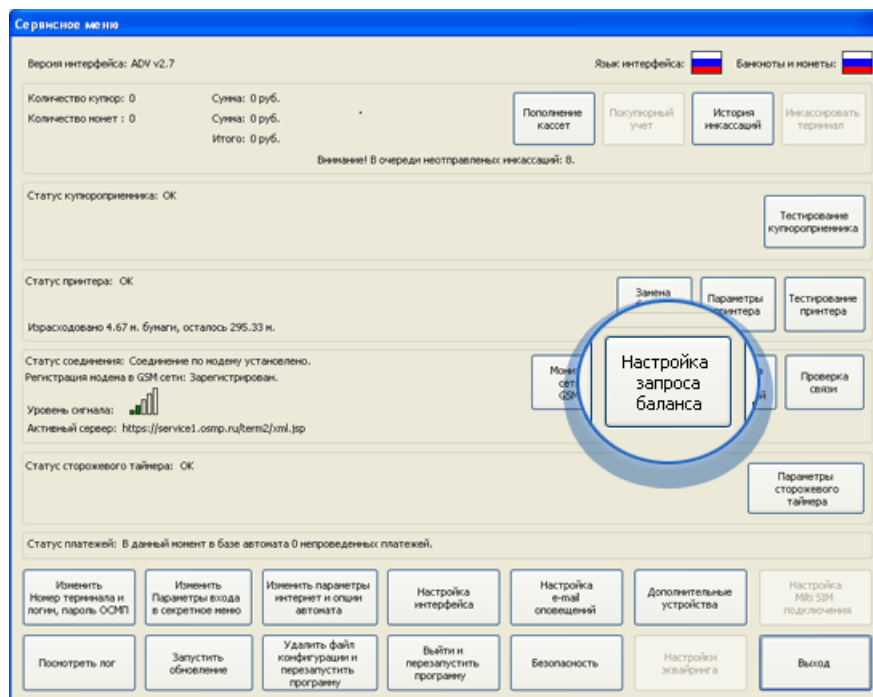 Сервисное меню
Версия интерфейса: ADV v2.7
Язык интерфейса:
Банкноты и монеты:
Количество купюр: 0
Сумма: 0 руб.
Количество монет : 0
Сумма: 0 руб.
Итого: 0 руб.
Пополнение
кассет
Покупюрный
учет
История
инкассаций
Инкассировать
терминал
Внимание! В очереди неотправленых инкассаций: 8.
Статус купюроприемника: OK
Тестирование
купюроприемника
Статус принтера: OK
Замена
Параметры
принтера
Тестирование
принтера
Израсходовано 4.67 м. бумаги, осталось 295.33 м.
Статус соединения: Соединение по модему установлено.
Регистрация модема в GSM сети: Зарегистрирован.
Уровень сигнала:
Активный сервер: https://service1.osmp.ru/term2/xml.jsp
GSM
Настройка
запроса
баланса
Проверка
связи
Статус сторожевого таймера: OK
Параметры
сторожевого
таймера
Статус платежей: В данный момент в базе автомата 0 непроведенных платежей.
Изменить
Номер терминала и
логин, пароль ОСМП
Изменить
Параметры входа
в секретное меню
Изменить параметры
интернет и опции
автомата
Настройка
интерфейса
Настройка
e-mail
оповещений
Дополнительные
устройства
Настройка
Milti SIM
подключения
Посмотреть лог
Запустить
обновление
Удалить файл
конфигурации и
перезапустить
программу
Выйти и
перезапустить
программу
Безопасность
Настройки
эквайринга
Выход